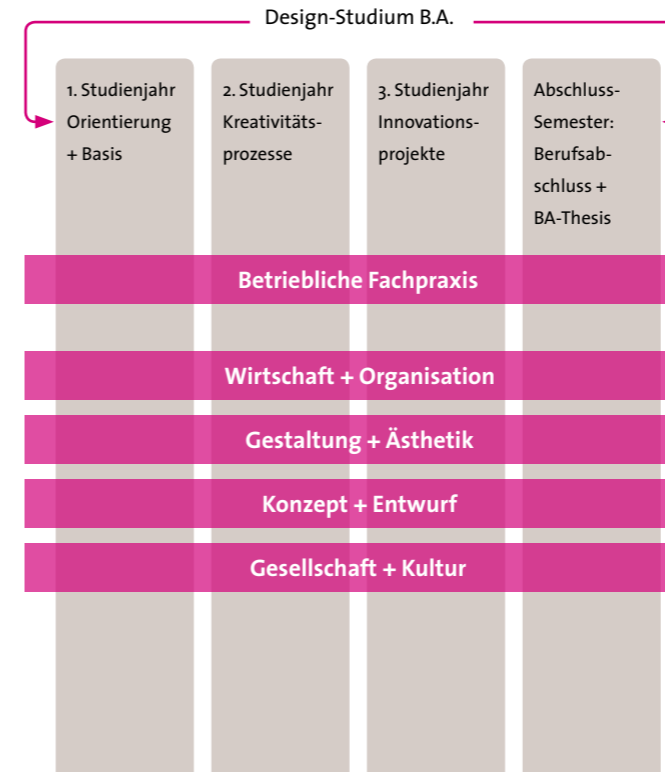 Design-Studium B.A.
1. Studienjahr
Orientierung
+ Basis
2. Studienjahr
Kreativitäts-
prozesse
3. Studienjahr
Innovations-
projekte
Abschluss-
Semester:
Berufsab-
schluss +
BA-Thesis
Betriebliche Fachpraxis
Wirtschaft + Organisation
Gestaltung + Ästhetik
Konzept + Entwurf
Gesellschaft + Kultur